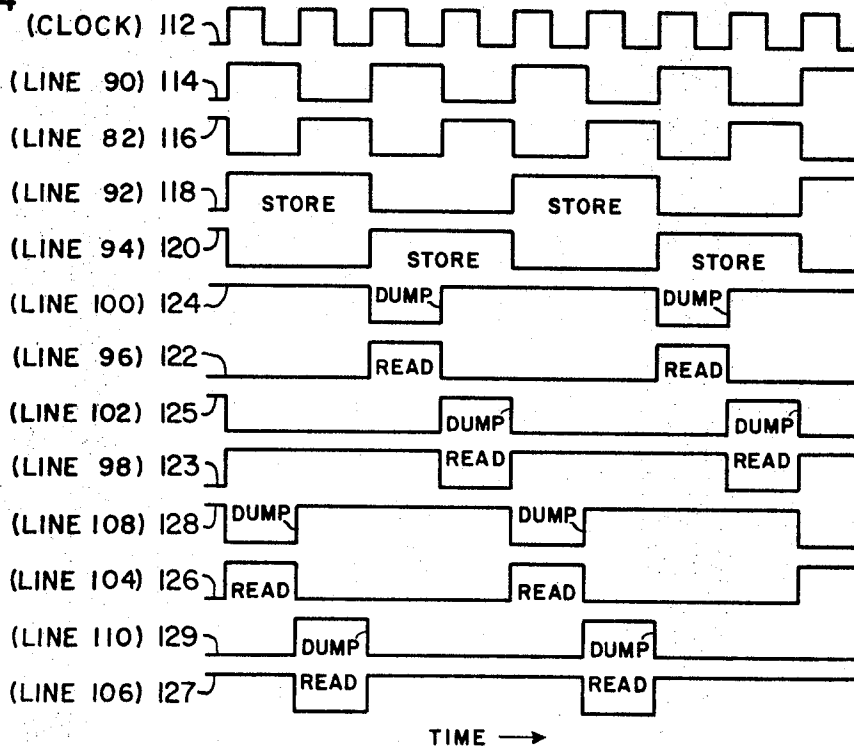 4
(CLOCK) 112
(LINE 90) 114
(LINE 82) 116
(LINE 92) 118 STORE STORE
(LINE 94) 120 STORE STORE
(LINE 100) 124 DUMP DUMP
(LINE 96) 122 READ READ
(LINE 102) 125 DUMP DUMP
(LINE 98) 123 READ READ
(LINE 108) 128 DUMP DUMP
(LINE 104) 126 READ READ
(LINE 110) 129 DUMP DUMP
(LINE 106) 127 READ READ
TIME